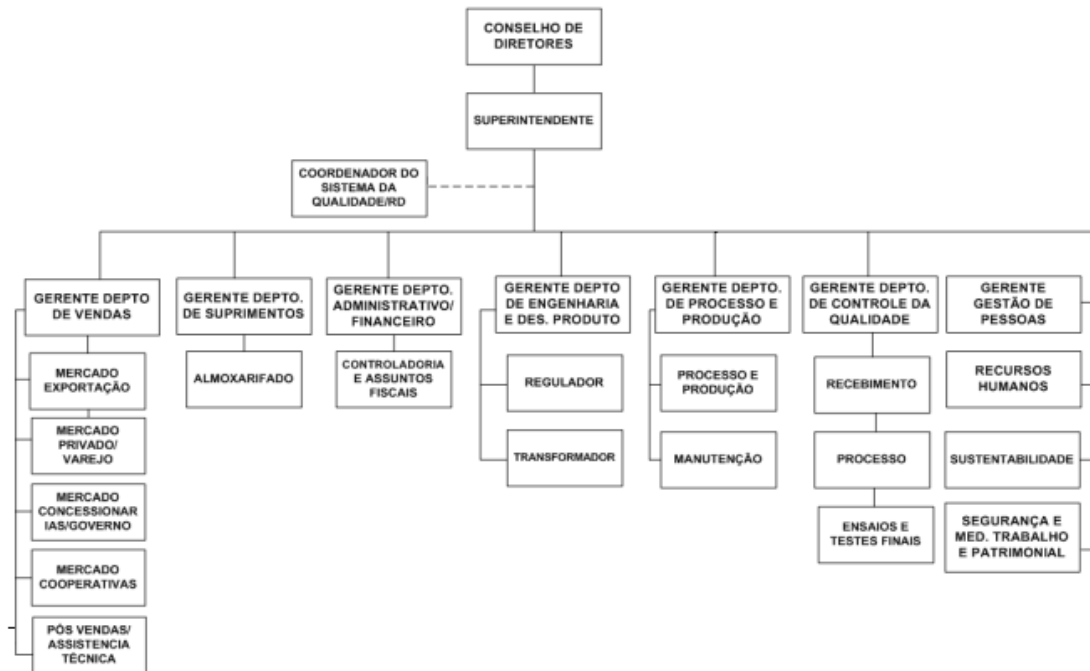 CONSELHO DE
DIRETORES
SUPERINTENDENTE
COORDENADOR DO
SISTEMA DA
QUALIDADE/RD
GERENTE DEPTO
DE VENDAS
MERCADO
EXPORTAÇÃO
MERCADO
PRIVADO/
VAREJO
MERCADO
CONCESSIONAR
IAS/GOVERNO
MERCADO
COOPERATIVAS
PÓS VENDAS/
ASSISTENCIA
TÉCNICA
GERENTE DEPTO.
DE SUPRIMENTOS
ALMOXARIFADO
GERENTE DEPTO.
ADMINISTRATIVO/
FINANCEIRO
CONTROLADORIA
E ASSUNTOS
FISCAIS
GERENTE DEPTO
DE ENGENHARIA
E DES. PRODUTO
REGULADOR
TRANSFORMADOR
GERENTE DEPTO.
DE PROCESSO E
PRODUÇÃO
PROCESSO E
PRODUÇÃO
MANUTENÇÃO
GERENTE DEPTO.
DE CONTROLE DA
QUALIDADE
RECEBIMENTO
PROCESSO
ENSAIOS E
TESTES FINAIS
GERENTE
GESTÃO DE
PESSOAS
RECURSOS
HUMANOS
SUSTENTABILIDADE
SEGURANÇA E
MED. TRABALHO
E PATRIMONIAL